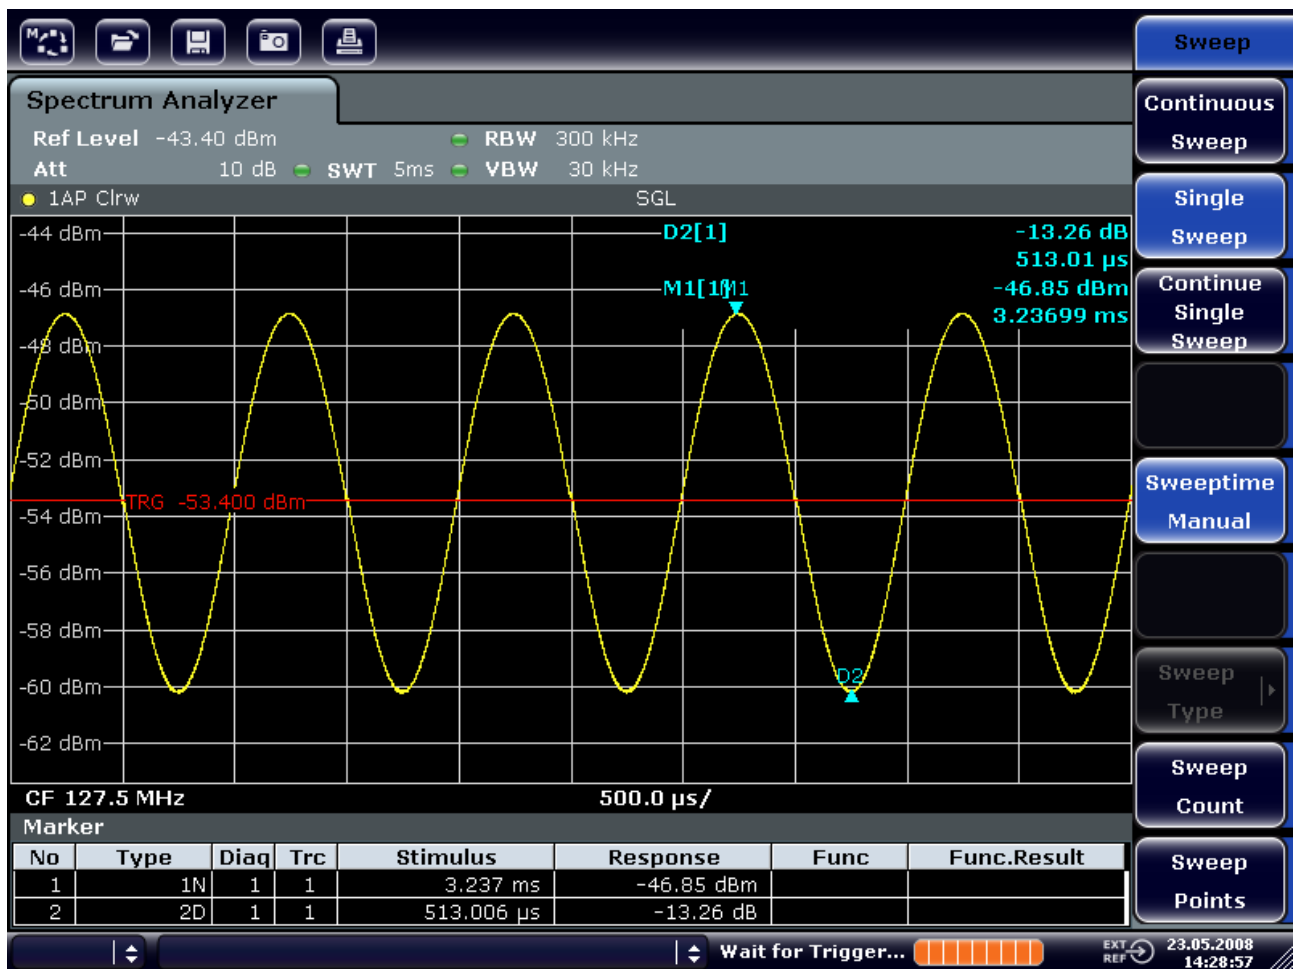 M
Sweep
Spectrum Analyzer
Ref Level -43.40 dBm RBW 300 kHz
Att 10 dB SWT 5ms VBW 30 kHz
1AP Clrw SGL
-44 dBm D2[1] -13.26 dB
513.01 µs
-46 dBm M1[1] M1 -46.85 dBm
3.23699 ms
-48 dBm
-50 dBm
-52 dBm
TRG -53.400 dBm
-54 dBm
-56 dBm
-58 dBm
-60 dBm D2
-62 dBm
CF 127.5 MHz 500.0 µs/
Marker
No Type Diag Trc Stimulus Response Func Func.Result
1 1N 1 1 3.237 ms -46.85 dBm
2 2D 1 1 513.006 µs -13.26 dB
Continuous
Sweep
Single
Sweep
Continue
Single
Sweep
Sweeptime
Manual
Sweep
Type
Sweep
Count
Sweep
Points
Wait for Trigger...
EXT
REF
23.05.2008
14:28:57